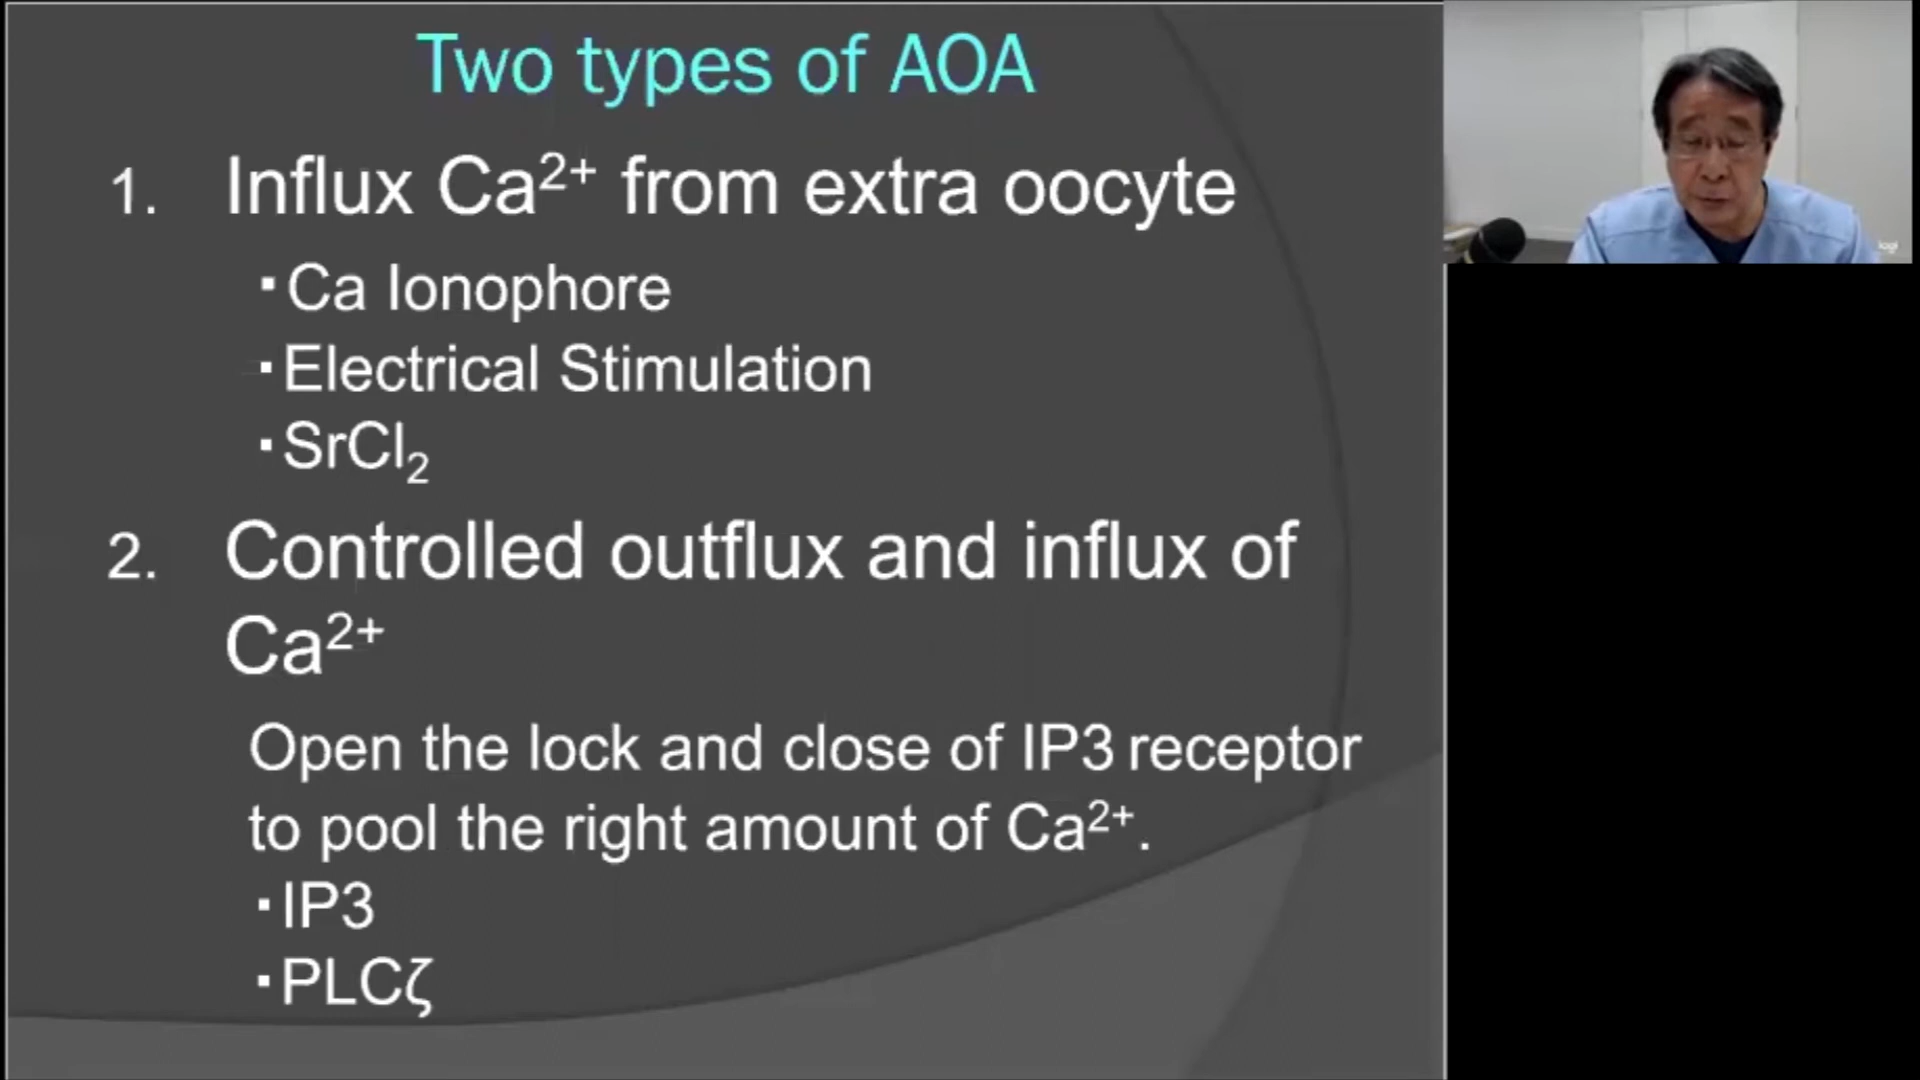 Two types of AOA
1. Influx Ca²⁺ from extra oocyte
▪Ca Ionophore
▪Electrical Stimulation
▪SrCl₂
2. Controlled outflux and influx of
Ca²⁺
Open the lock and close of IP3 receptor
to pool the right amount of Ca²⁺.
▪IP3
▪PLCζ
logi